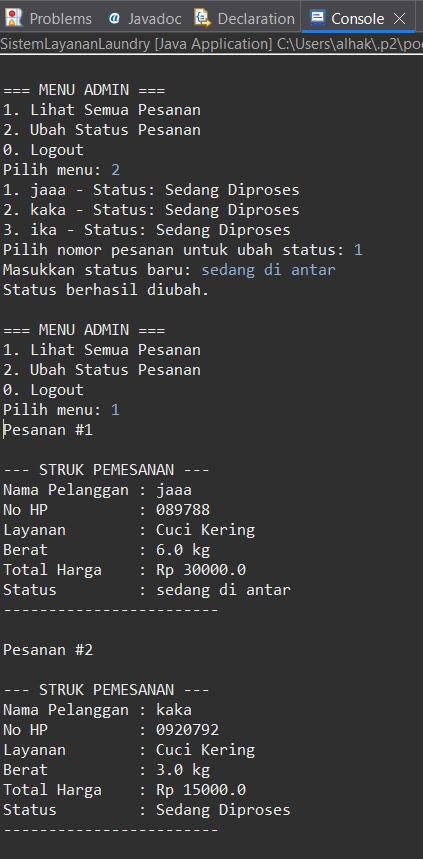 Problems @ Javadoc Declaration Console
SistemLayananLaundry [Java Application] C:\Users\alhak\.p2\poo
=== MENU ADMIN ===
1. Lihat Semua Pesanan
2. Ubah Status Pesanan
0. Logout
Pilih menu: 2
1. jaaa - Status: Sedang Diproses
2. kaka - Status: Sedang Diproses
3. ika - Status: Sedang Diproses
Pilih nomor pesanan untuk ubah status: 1
Masukkan status baru: sedang di antar
Status berhasil diubah.
=== MENU ADMIN ===
1. Lihat Semua Pesanan
2. Ubah Status Pesanan
0. Logout
Pilih menu: 1
Pesanan #1
--- STRUK PEMESANAN ---
Nama Pelanggan : jaaa
No HP          : 089788
Layanan        : Cuci Kering
Berat          : 6.0 kg
Total Harga    : Rp 30000.0
Status         : sedang di antar
------------------------
Pesanan #2
--- STRUK PEMESANAN ---
Nama Pelanggan : kaka
No HP          : 0920792
Layanan        : Cuci Kering
Berat          : 3.0 kg
Total Harga    : Rp 15000.0
Status         : Sedang Diproses
------------------------